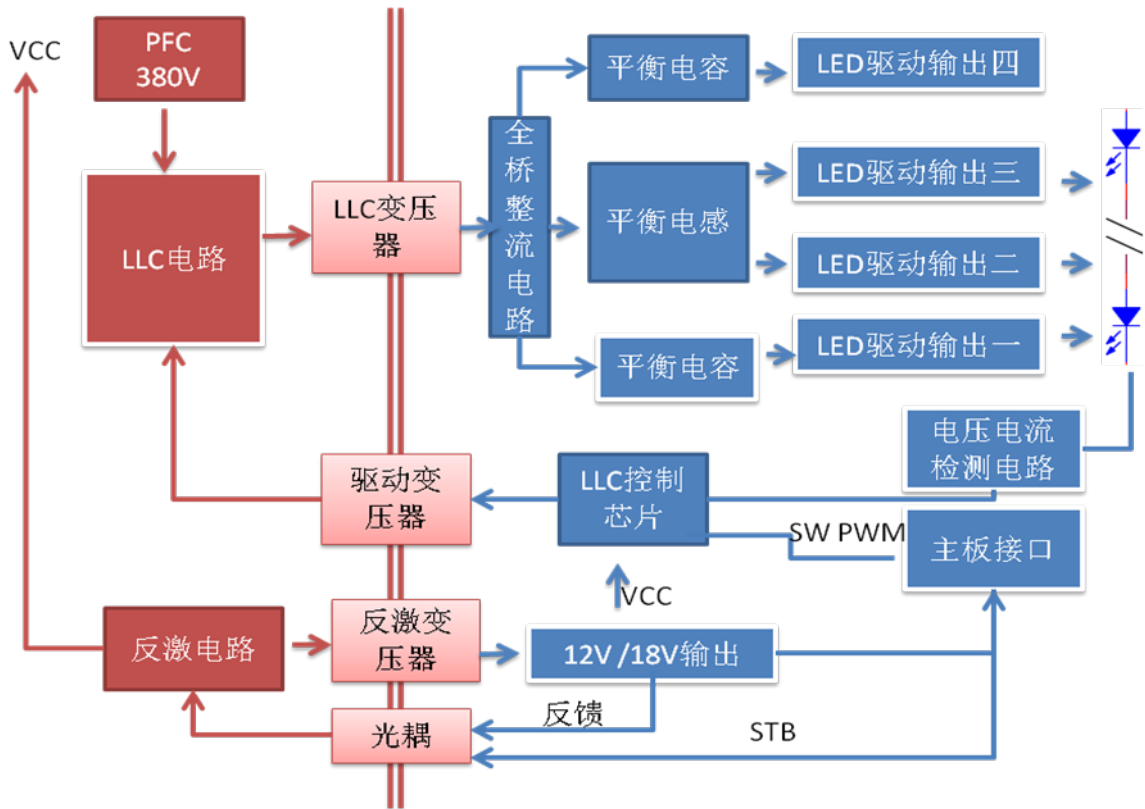 VCC
PFC
380V
平衡电容
LED驱动输出四
全
桥
整
流
电
路
LLC电路
LLC变压
器
平衡电感
LED驱动输出三
LED驱动输出二
平衡电容
LED驱动输出一
电压电流
检测电路
驱动变
压器
LLC控制
芯片
SW PWM
主板接口
VCC
反激电路
反激变
压器
12V /18V输出
反馈
光耦
STB